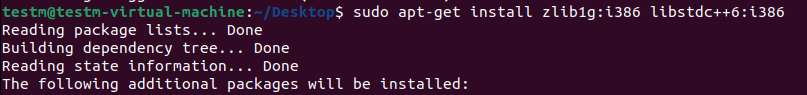 testm@testm-virtual-machine:~/Desktop$ sudo apt-get install zlib1g:i386 libstdc++6:i386
Reading package lists... Done
Building dependency tree... Done
Reading state information... Done
The following additional packages will be installed: